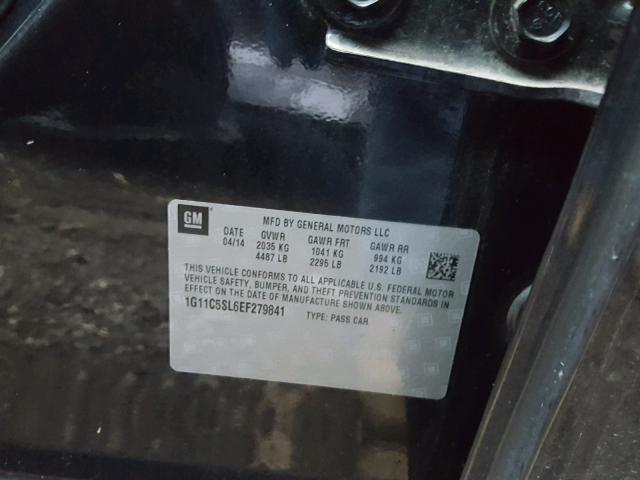 GM
MFD BY GENERAL MOTORS LLC
DATE GVWR GAWR FRT GAWR RR
04/14 2035 KG 1041 KG 994 KG
4487 LB 2295 LB 2192 LB
THIS VEHICLE CONFORMS TO ALL APPLICABLE U.S. FEDERAL MOTOR
VEHICLE SAFETY, BUMPER, AND THEFT PREVENTION STANDARDS IN
EFFECT ON THE DATE OF MANUFACTURE SHOWN ABOVE.
1G11C5SL6EF279841 TYPE: PASS CAR